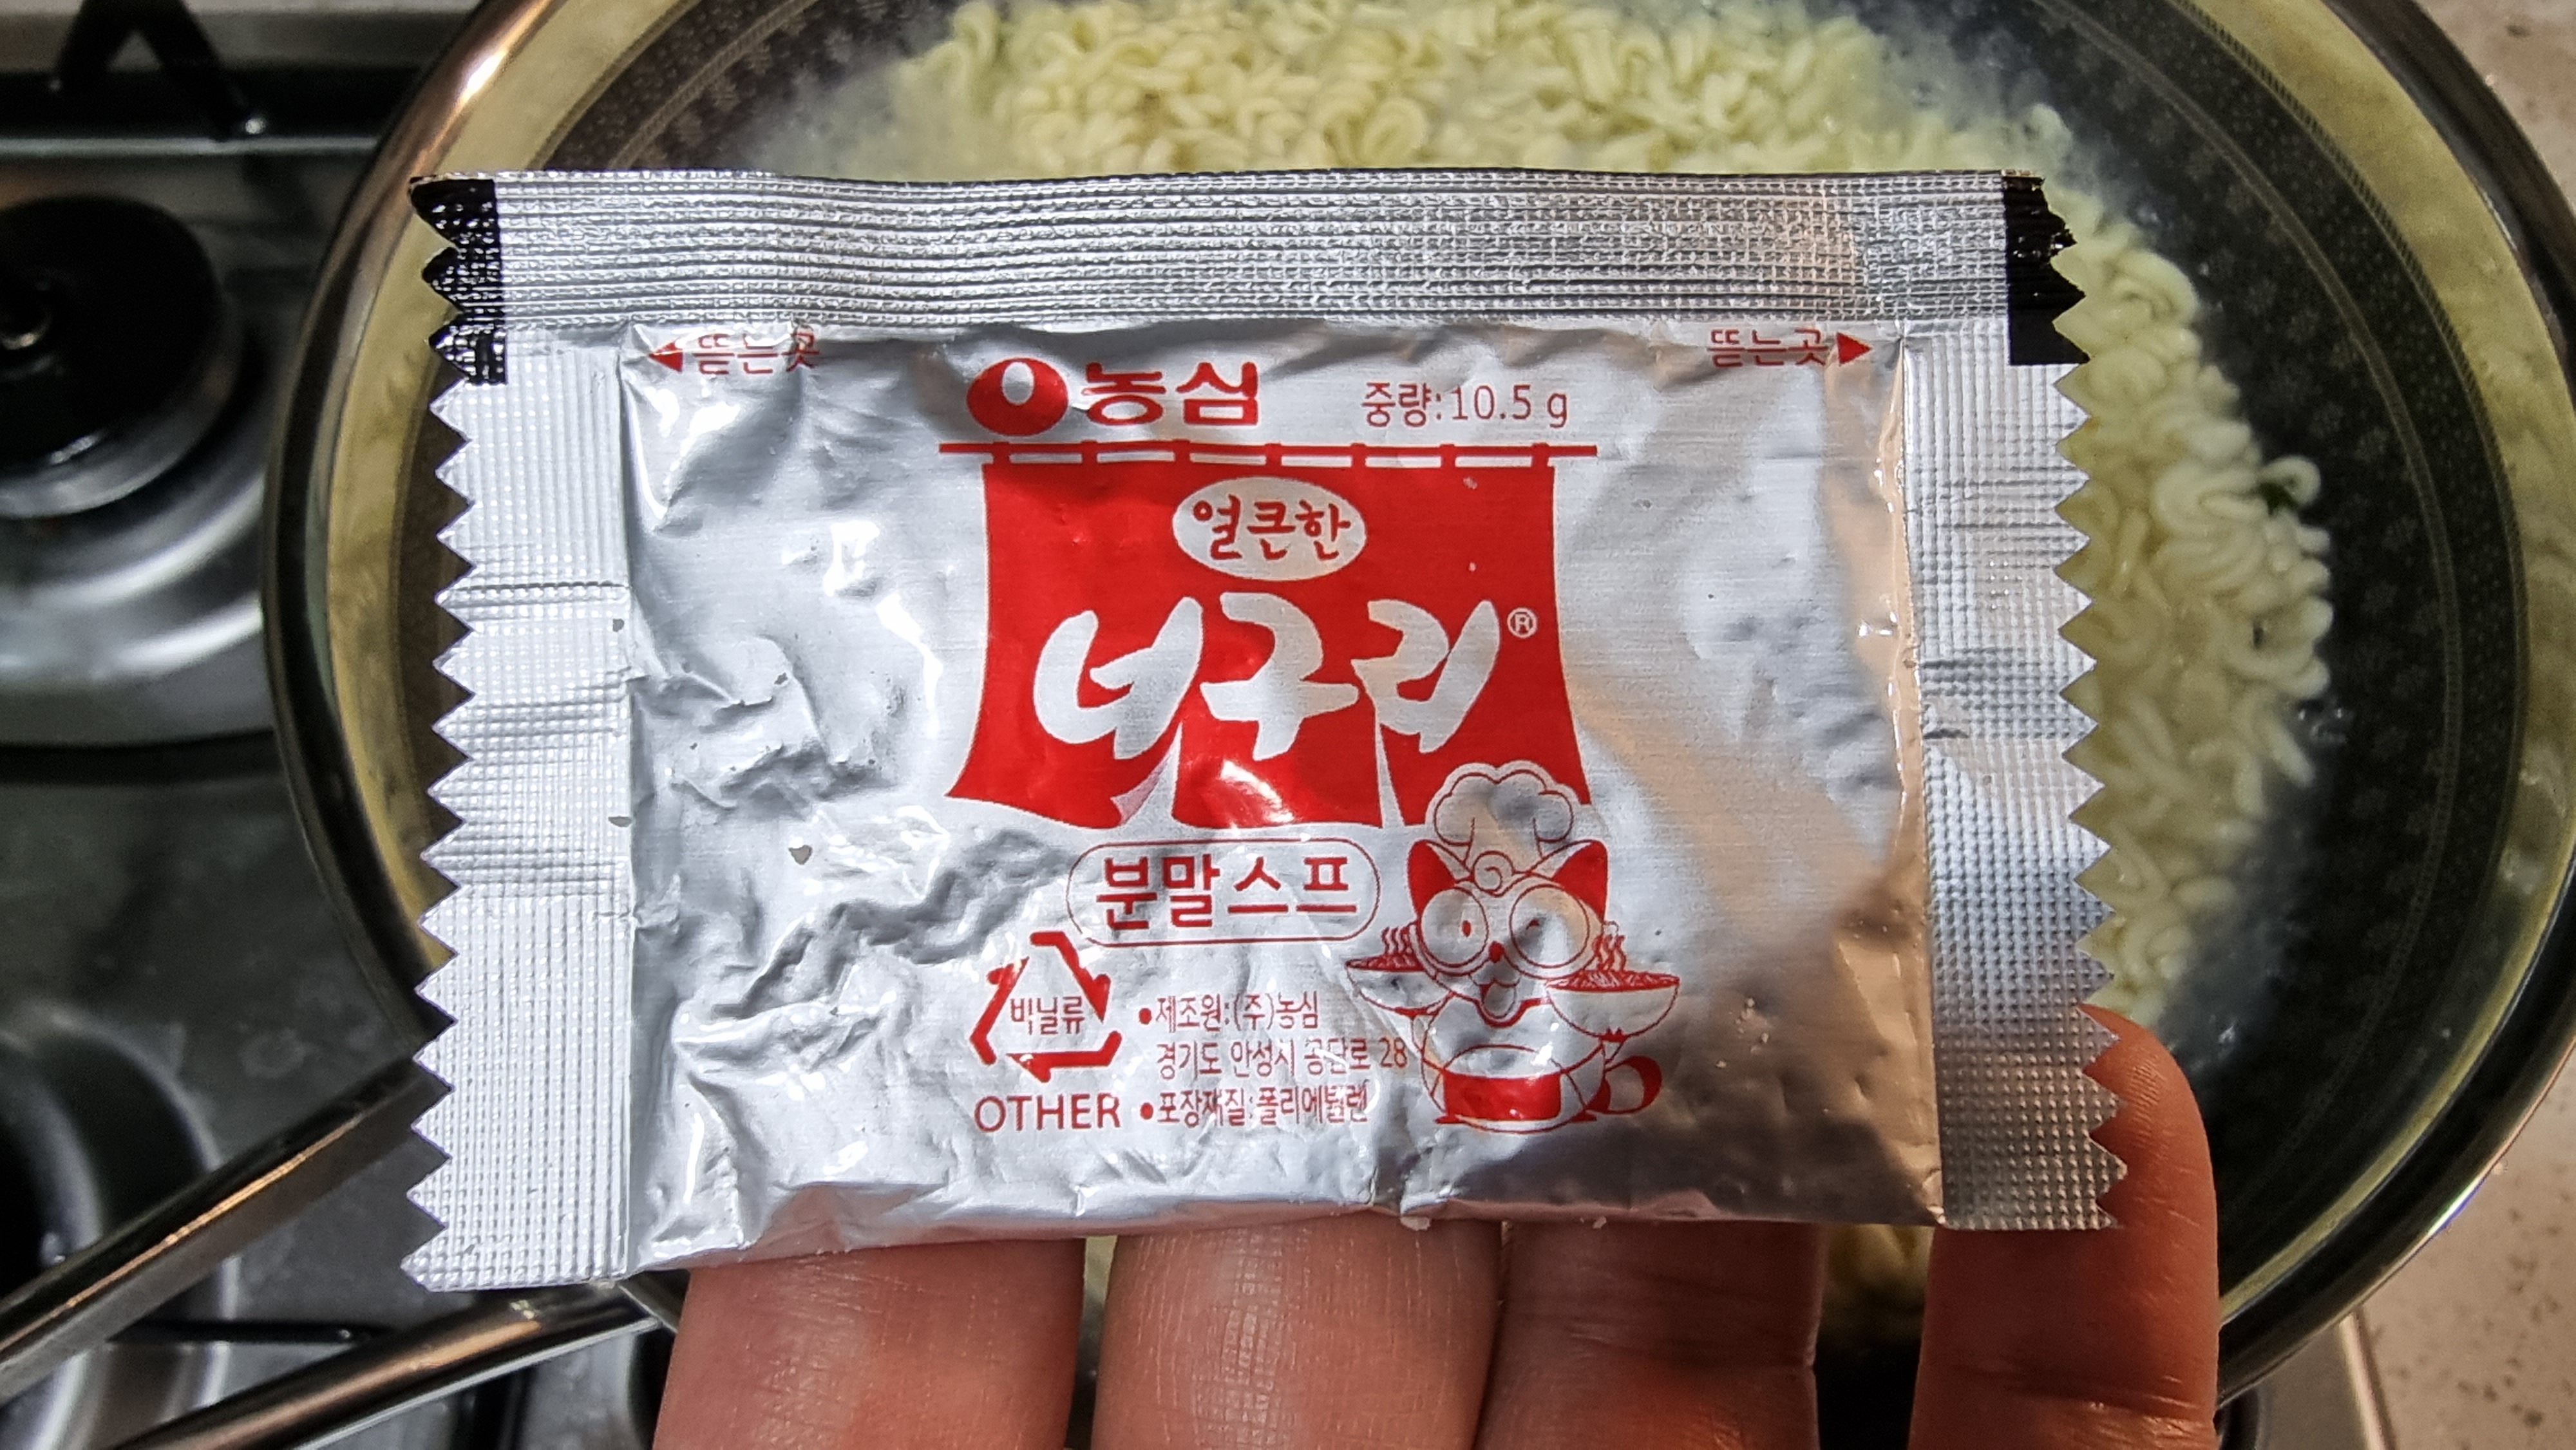 뜯는곳
뜯는곳
농심 중량:10.5 g
얼큰한
너구리®
분말스프
비닐류
OTHER
•제조원:(주)농심
경기도 안성시 공단로 28
•포장재질:폴리에틸렌